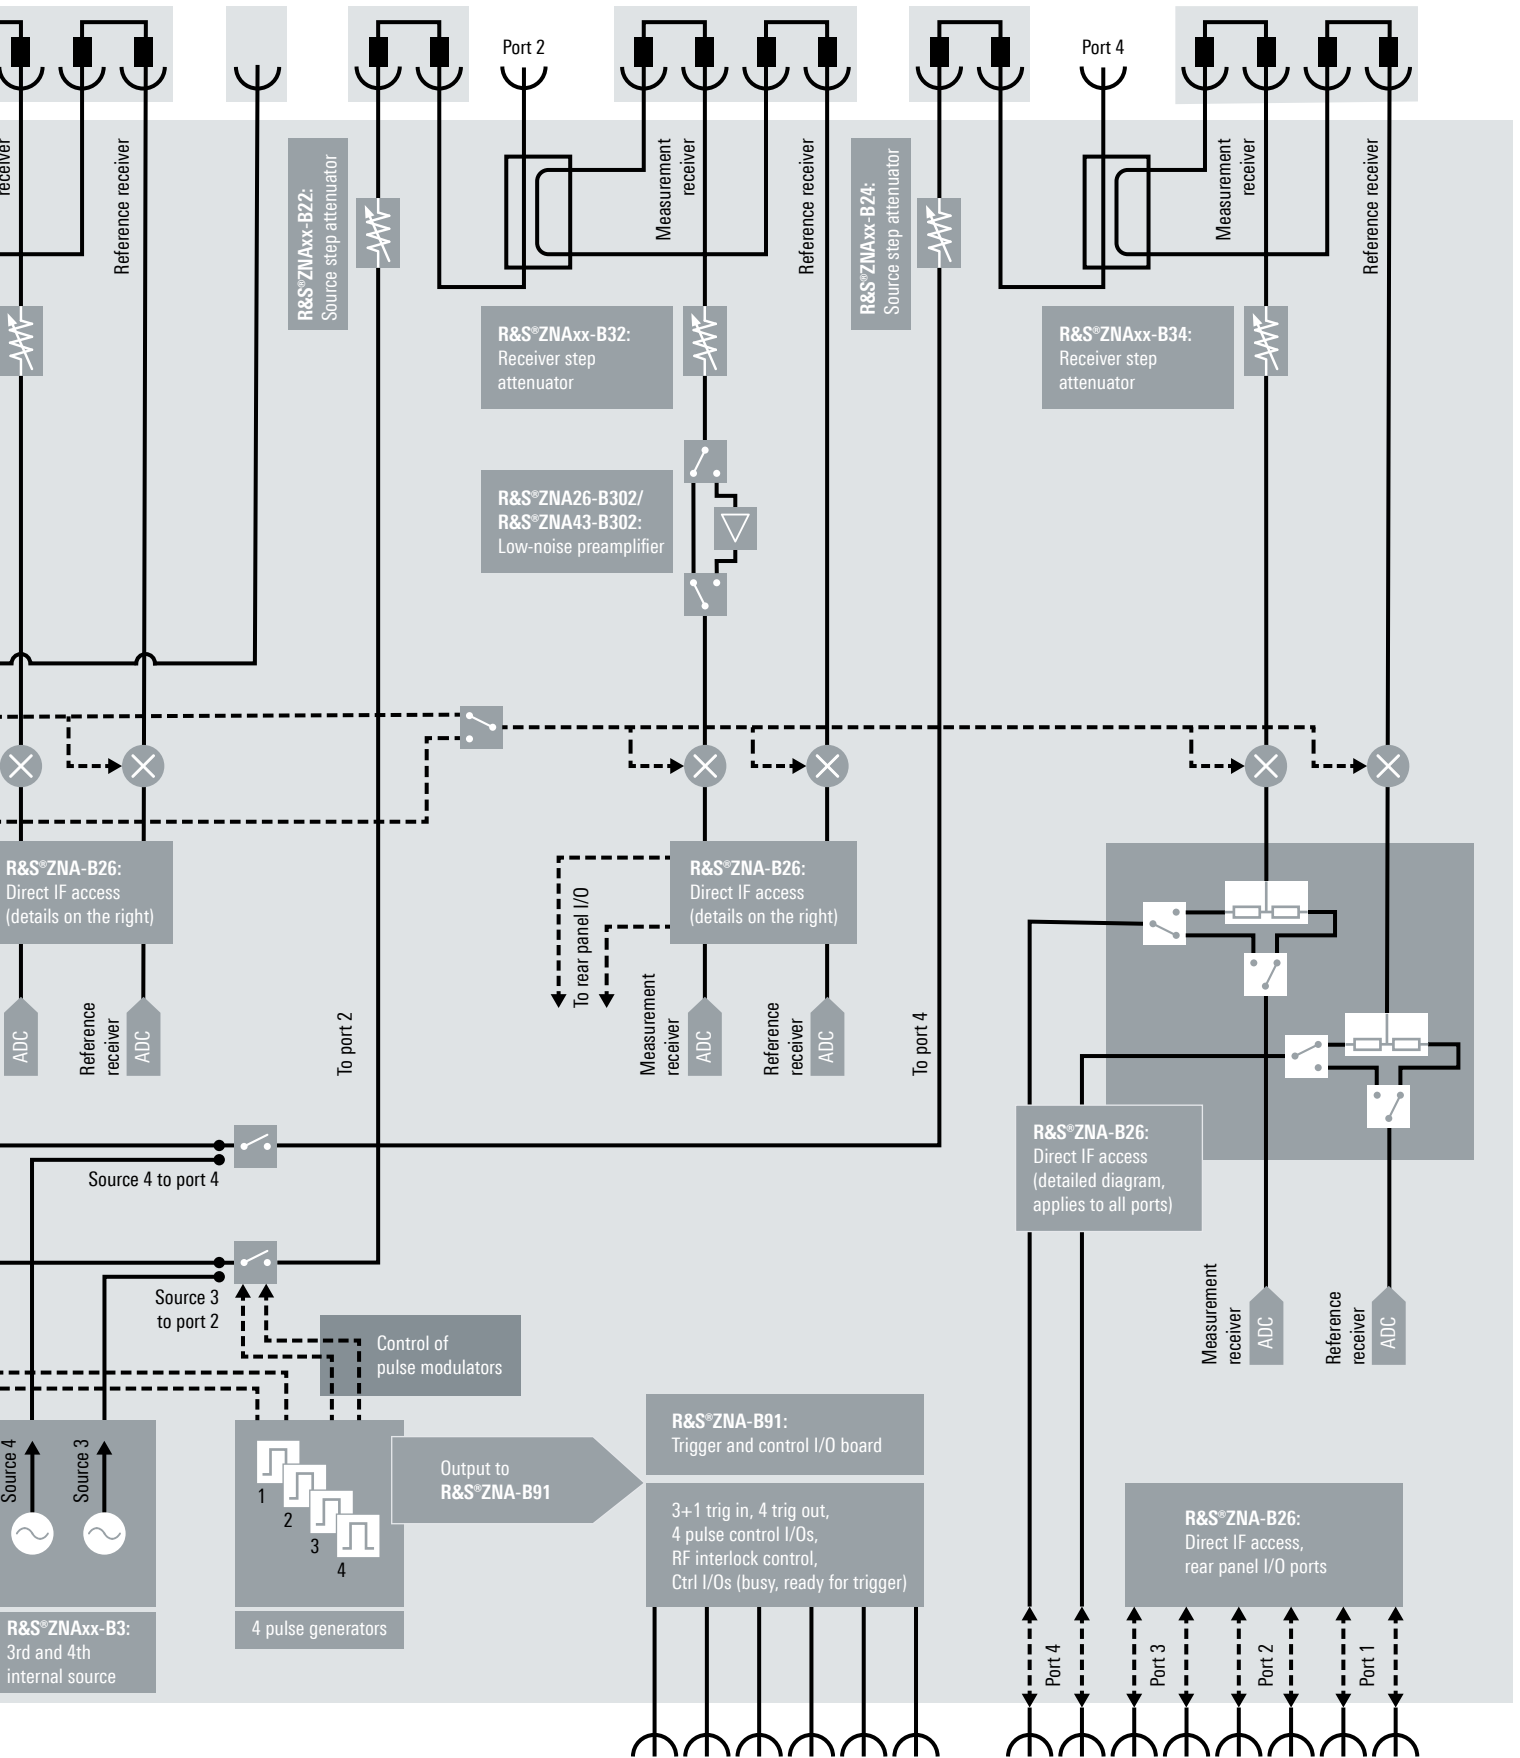 Port 2
Port 4
receiver
Reference receiver
R&S®ZNAxx-B22:
Source step attenuator
Measurement
receiver
Reference receiver
R&S®ZNAxx-B24:
Source step attenuator
Measurement
receiver
Reference receiver
R&S®ZNAxx-B32:
Receiver step
attenuator
R&S®ZNAxx-B34:
Receiver step
attenuator
R&S®ZNA26-B302/
R&S®ZNA43-B302:
Low-noise preamplifier
R&S®ZNA-B26:
Direct IF access
(details on the right)
To rear panel I/O
R&S®ZNA-B26:
Direct IF access
(details on the right)
ADC
Reference
receiver
ADC
To port 2
Measurement
receiver
ADC
Reference
receiver
ADC
To port 4
R&S®ZNA-B26:
Direct IF access
(detailed diagram,
applies to all ports)
Source 4 to port 4
Source 3
to port 2
Measurement
receiver
ADC
Reference
receiver
ADC
Control of
pulse modulators
Source 4
Source 3
1
2
3
4
Output to
R&S®ZNA-B91
R&S®ZNA-B91:
Trigger and control I/O board
3+1 trig in, 4 trig out,
4 pulse control I/Os,
RF interlock control,
Ctrl I/Os (busy, ready for trigger)
R&S®ZNA-B26:
Direct IF access,
rear panel I/O ports
R&S®ZNAxx-B3:
3rd and 4th
internal source
4 pulse generators
Port 4
Port 3
Port 2
Port 1